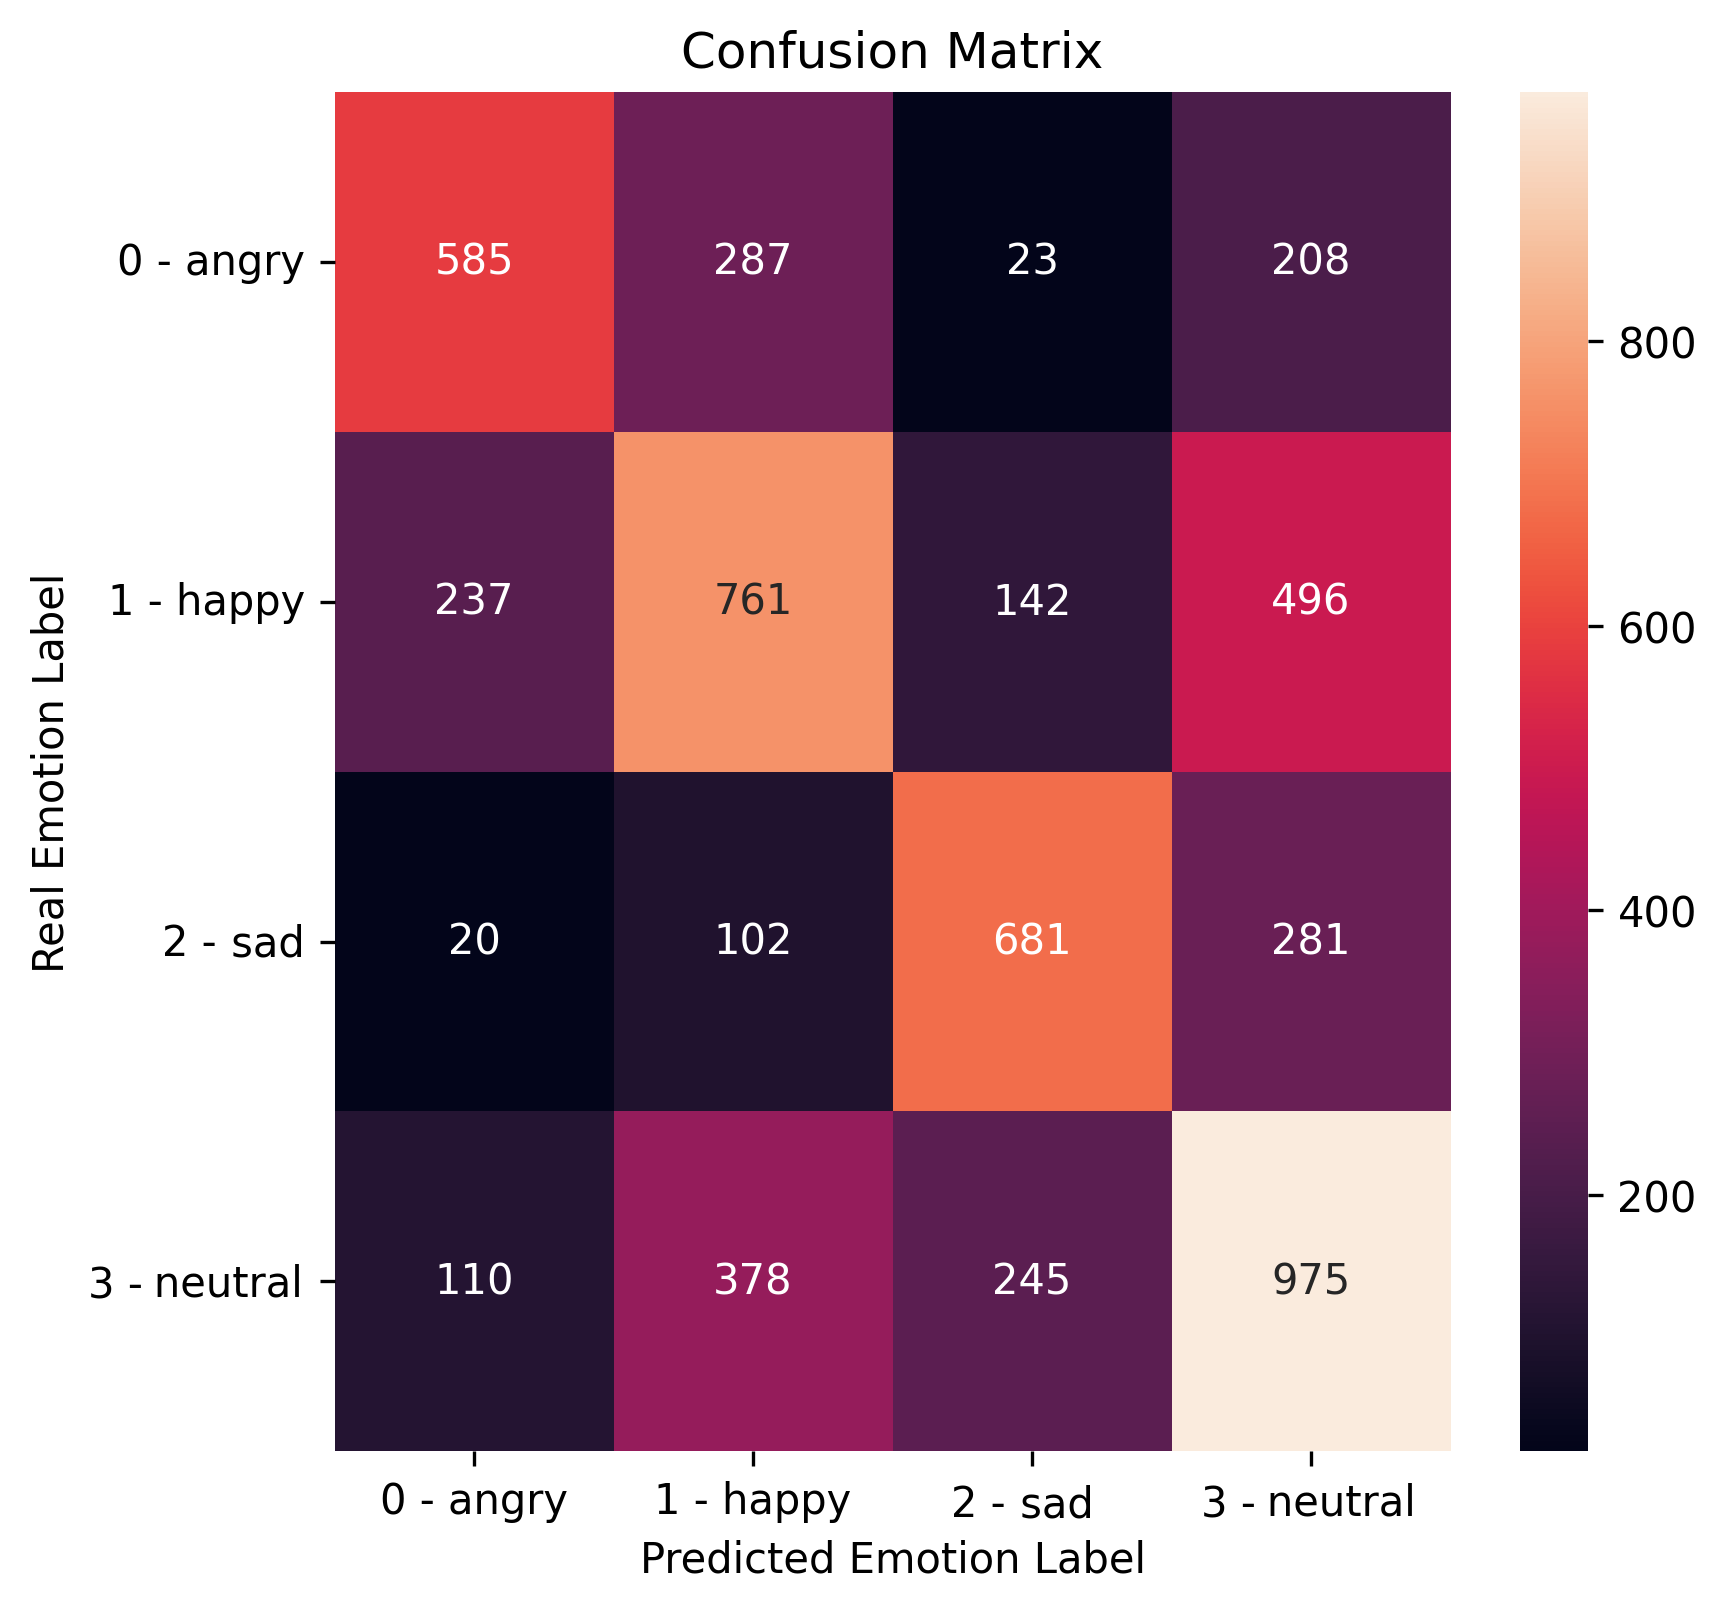 Confusion Matrix
0 - angry 585 287 23 208
800
1 - happy 237 761 142 496
600
Real Emotion Label
2 - sad 20 102 681 281
400
3 - neutral 110 378 245 975
200
0 - angry 1 - happy 2 - sad 3 - neutral
Predicted Emotion Label